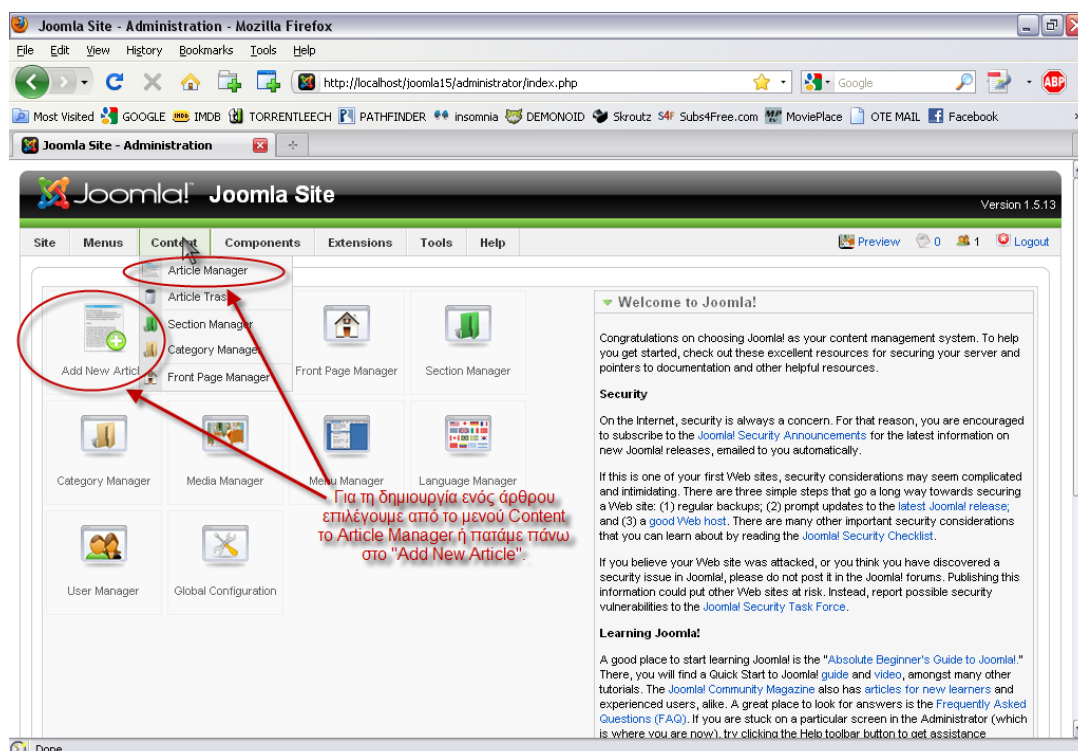 Joomla Site - Administration - Mozilla Firefox
File Edit View History Bookmarks Tools Help
http://localhost/joomla15/administrator/index.php
Google
ABP
Most Visited GOOGLE IMDB TORRENTLEECH PATHFINDER insomnia DEMONOID Skroutz S4F Subs4Free.com MoviePlace OTE MAIL Facebook
Joomla Site - Administration
Joomla! Joomla Site
Version 1.5.13
Site Menus Content Components Extensions Tools Help Preview 0 1 Logout
Article Manager
Article Trash
Section Manager
Category Manager
Front Page Manager
Add New Articl
Front Page Manager
Section Manager
Category Manager
Media Manager
Menu Manager
Language Manager
Για τη δημιουργία ενός άρθρου
επιλέγουμε από το μενού Content
το Article Manager ή πατάμε πάνω
στο "Add New Article".
User Manager
Global Configuration
Welcome to Joomla!
Congratulations on choosing Joomla! as your content management system. To help
you get started, check out these excellent resources for securing your server and
pointers to documentation and other helpful resources.
Security
On the Internet, security is always a concern. For that reason, you are encouraged
to subscribe to the Joomla! Security Announcements for the latest information on
new Joomla! releases, emailed to you automatically.
If this is one of your first Web sites, security considerations may seem complicated
and intimidating. There are three simple steps that go a long way towards securing
a Web site: (1) regular backups; (2) prompt updates to the latest Joomla! release;
and (3) a good Web host. There are many other important security considerations
that you can learn about by reading the Joomla! Security Checklist.
If you believe your Web site was attacked, or you think you have discovered a
security issue in Joomla!, please do not post it in the Joomla! forums. Publishing this
information could put other Web sites at risk. Instead, report possible security
vulnerabilities to the Joomla! Security Task Force.
Learning Joomla!
A good place to start learning Joomla! is the "Absolute Beginner's Guide to Joomla!."
There, you will find a Quick Start to Joomla! guide and video, amongst many other
tutorials. The Joomla! Community Magazine also has articles for new learners and
experienced users, alike. A great place to look for answers is the Frequently Asked
Questions (FAQ). If you are stuck on a particular screen in the Administrator (which
is where you are now), try clicking the Help toolbar button to get assistance
Done